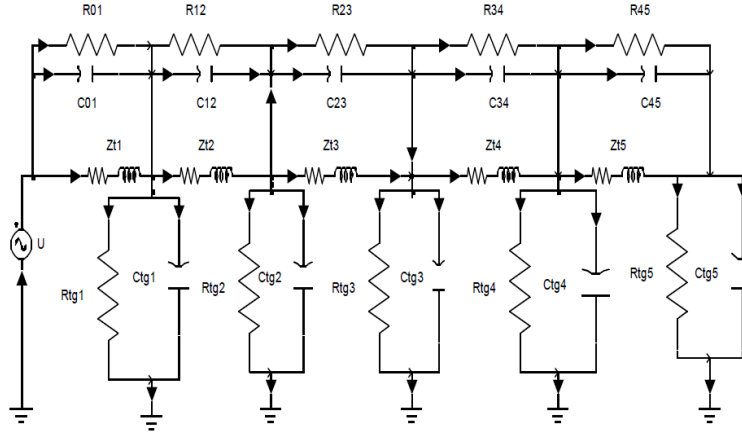 R01 R12 R23 R34 R45
C01 C12 C23 C34 C45
Zt1 Zt2 Zt3 Zt4 Zt5
U
Rtg1 Ctg1 Rtg2 Ctg2 Rtg3 Ctg3 Rtg4 Ctg4 Rtg5 Ctg5